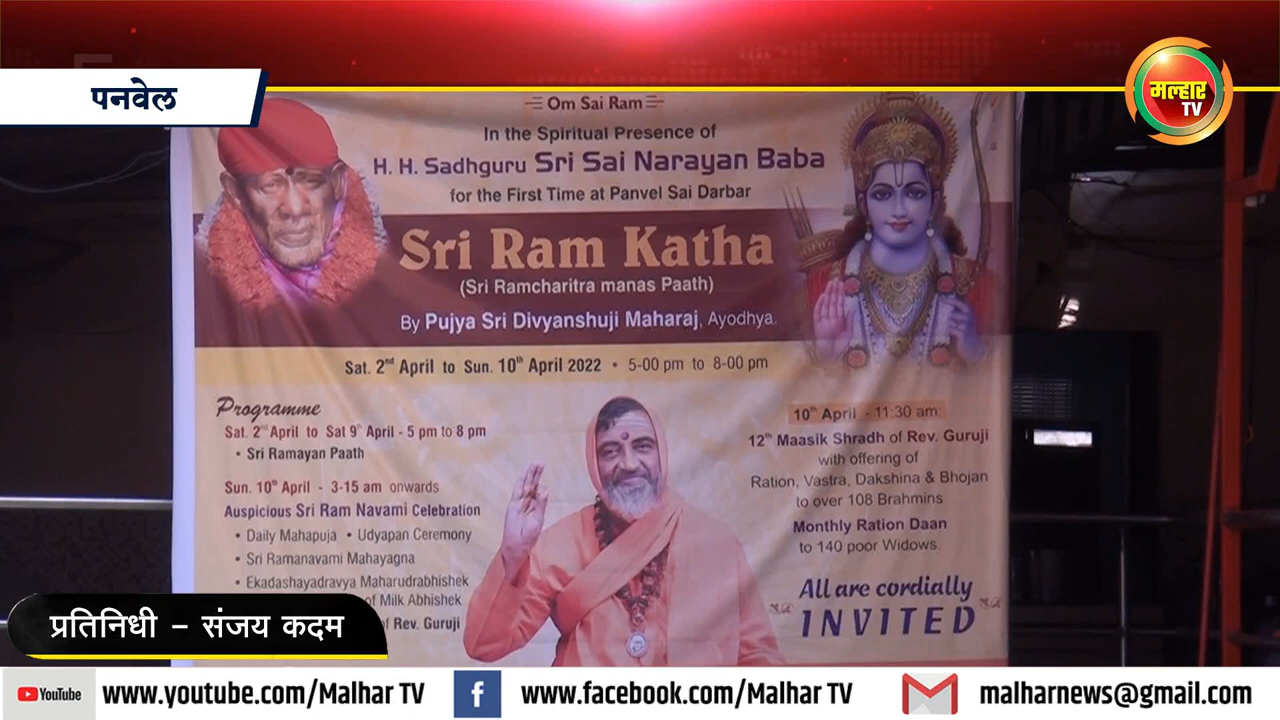 पनवेल
मल्हार
TV
Om Sai Ram
In the Spiritual Presence of
H. H. Sadhguru Sri Sai Narayan Baba
for the First Time at Panvel Sai Darbar
Sri Ram Katha
(Sri Ramcharitra manas Paath)
By Pujya Sri Divyanshuji Maharaj, Ayodhya.
Sat. 2nd April to Sun. 10th April 2022 • 5-00 pm to 8-00 pm
Programme
Sat. 2nd April to Sat 9th April - 5 pm to 8 pm
• Sri Ramayan Paath
Sun. 10th April - 3-15 am onwards
Auspicious Sri Ram Navami Celebration
• Daily Mahapuja • Udyapan Ceremony
• Sri Ramanavami Mahayagna
• Ekadashayadravya Maharudrabhishek
of Milk Abhishek
of Rev. Guruji
10th April - 11:30 am:
12th Maasik Shradh of Rev. Guruji
with offering of
Ration, Vastra, Dakshina & Bhojan
to over 108 Brahmins
Monthly Ration Daan
to 140 poor Widows.
All are cordially
INVITED
प्रतिनिधी – संजय कदम
YouTube www.youtube.com/Malhar TV www.facebook.com/Malhar TV malharnews@gmail.com